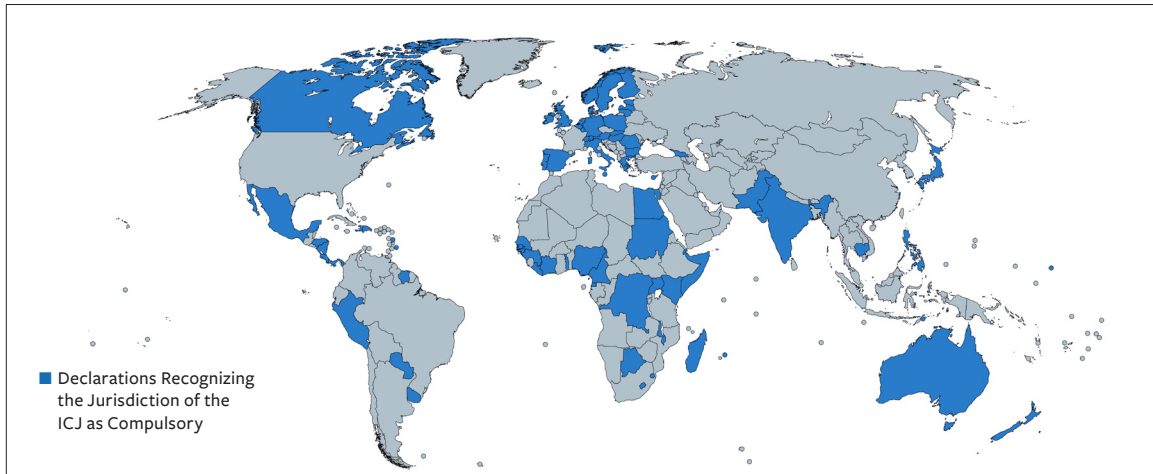 Declarations Recognizing
the Jurisdiction of the
ICJ as Compulsory